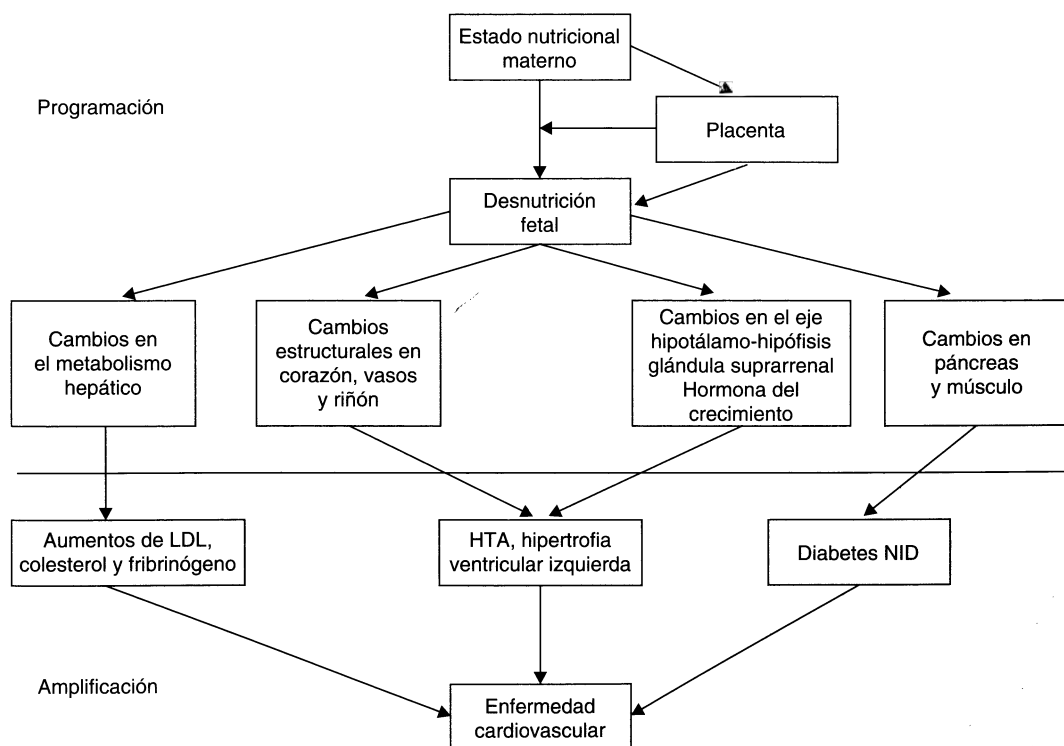 Estado nutricional
materno
Programación
Placenta
Desnutrición
fetal
Cambios en
el metabolismo
hepático
Cambios
estructurales en
corazón, vasos
y riñón
Cambios en el eje
hipotálamo-hipófisis
glándula suprarrenal
Hormona del
crecimiento
Cambios en
páncreas
y músculo
Aumentos de LDL,
colesterol y fribrinógeno
HTA, hipertrofia
ventricular izquierda
Diabetes NID
Amplificación
Enfermedad
cardiovascular